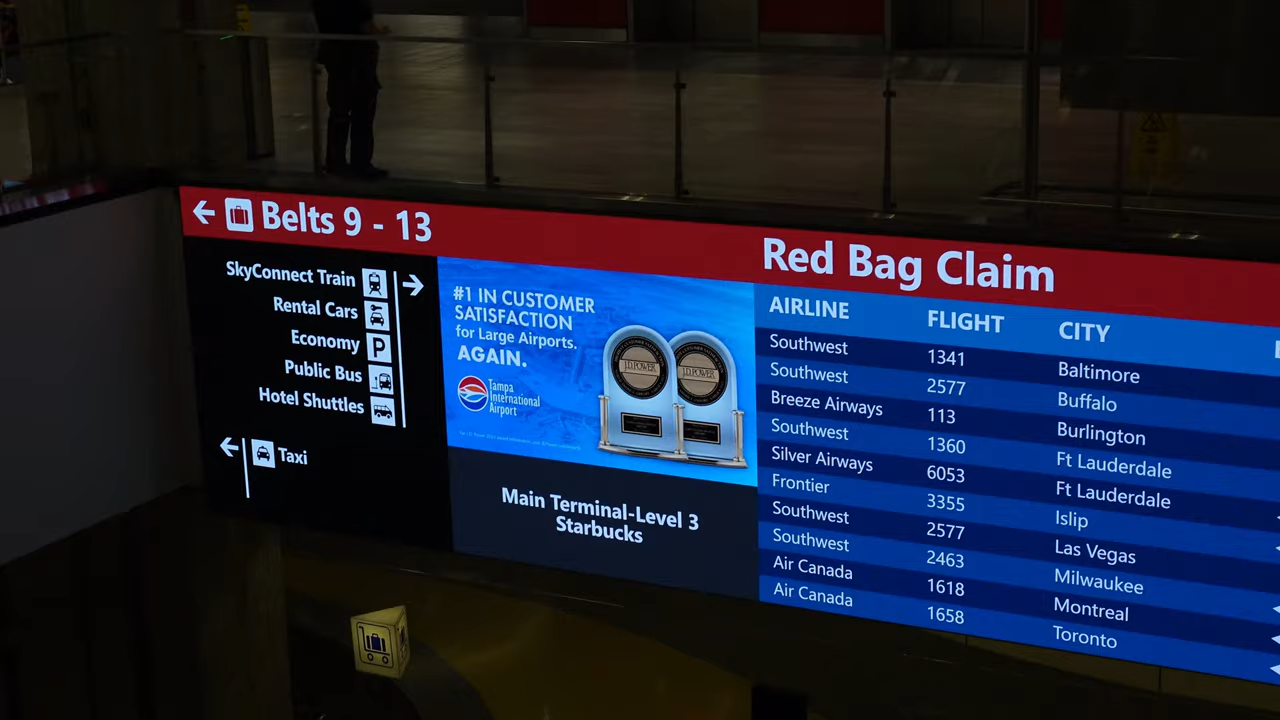 Belts 9 - 13
SkyConnect Train
Rental Cars
Economy
P
Public Bus
Hotel Shuttles
Taxi
#1 IN CUSTOMER
SATISFACTION
for Large Airports.
AGAIN.
Tampa
International
Airport
J.D. POWER
J.D. POWER
Main Terminal-Level 3
Starbucks
Red Bag Claim
AIRLINE FLIGHT CITY
Southwest 1341 Baltimore
Southwest 2577 Buffalo
Breeze Airways 113 Burlington
Southwest 1360 Ft Lauderdale
Silver Airways 6053 Ft Lauderdale
Frontier 3355 Islip
Southwest 2577 Las Vegas
Southwest 2463 Milwaukee
Air Canada 1618 Montreal
Air Canada 1658 Toronto